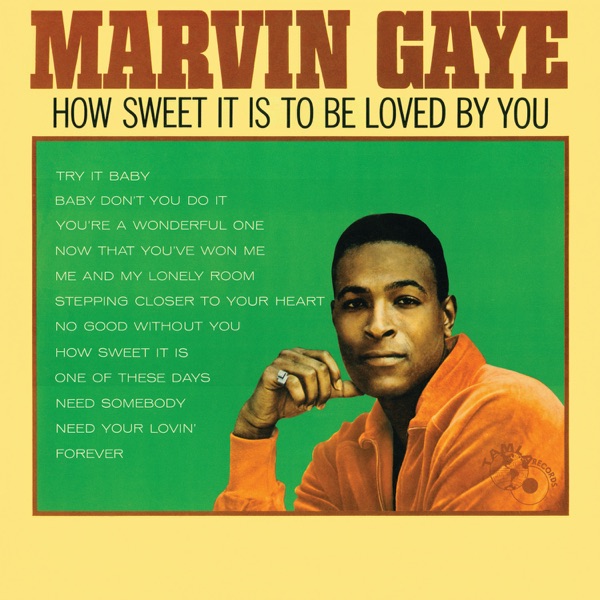 MARVIN GAYE
HOW SWEET IT IS TO BE LOVED BY YOU
TRY IT BABY
BABY DON'T YOU DO IT
YOU'RE A WONDERFUL ONE
NOW THAT YOU'VE WON ME
ME AND MY LONELY ROOM
STEPPING CLOSER TO YOUR HEART
NO GOOD WITHOUT YOU
HOW SWEET IT IS
ONE OF THESE DAYS
NEED SOMEBODY
NEED YOUR LOVIN'
FOREVER
TAMLA RECORDS